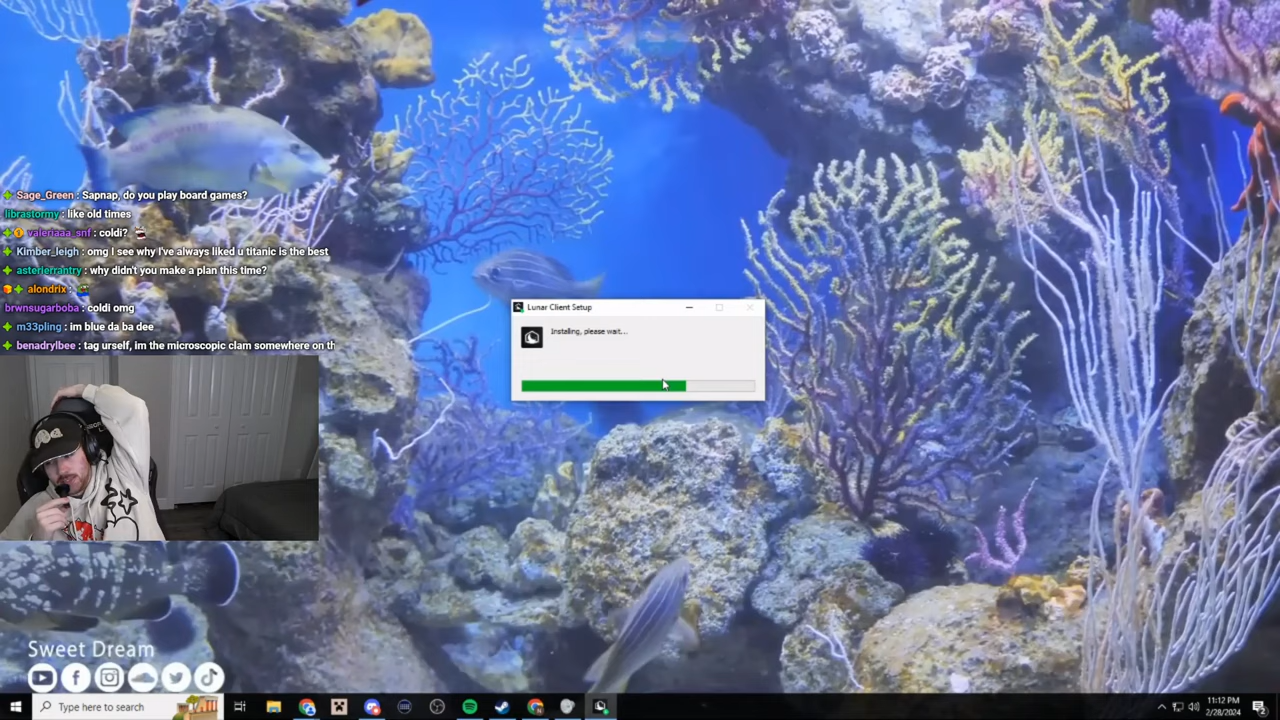 Sage_Green : Sapnap, do you play board games?
librastormy : like old times
valeriaaa_snf : coldi?
Kimber_leigh : omg I see why I've always liked u titanic is the best
asterierrantry : why didn't you make a plan this time?
alondrix :
brwnsugarboba : coldi omg
m33pling : im blue da ba dee
benadrylbee : tag urself, im the microscopic clam somewhere on th
Lunar Client Setup
Installing, please wait...
Sweet Dream
Type here to search
11:12 PM
2/28/2024
2